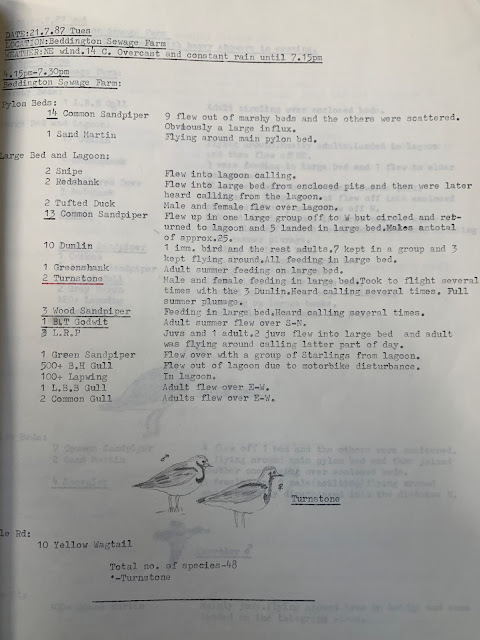 DATE:21.7.87 Tues
LOCATION:Beddington Sewage Farm
WEATHER:NE wind.14 C. Overcast and constant rain until 7.15pm
4.15pm-7.30pm
Beddington Sewage Farm:
Pylon Beds:
14 Common Sandpiper 9 flew out of marshy beds and the others were scattered.
Obviously a large influx.
1 Sand Martin Flying around main pylon bed.
Large Bed and Lagoon:
2 Snipe Flew into lagoon calling.
2 Redshank Flew into large bed from enclosed pits and then were later
heard calling from the lagoon.
2 Tufted Duck Male and female flew over lagoon.
13 Common Sandpiper Flew up in one large group off to W but circled and ret-
urned to lagoon and 5 landed in large bed.Makes antotal
of approx.25.
10 Dunlin 1 imm. bird and the rest adults.7 kept in a group and 3
kept flying around.All feeding in large bed.
1 Greenshank Adult summer feeding on large bed.
2 Turnstone Male and female feeding in large bed.Took to flight several
times with the 3 Dunlin.Heard calling several times. Full
summer plumage.
3 Wood Sandpiper Feeding in large bed.Heard calling several times.
1 B.T Godwit Adult summer flew over S-N.
3 L.R.P Juvs and 1 adult.2 juvs flew into large bed and adult
was flying around calling latter part of day.
1 Green Sandpiper Flew over with a group of Starlings from lagoon.
500+ B.H Gull Flew out of lagoon due to motorbike disturbance.
100+ Lapwing In lagoon.
1 L.B.B Gull Adult flew over E-W.
2 Common Gull Adults flew over E-W.
Turnstone
le Rd:
10 Yellow Wagtail
Total no. of species-48
*-Turnstone